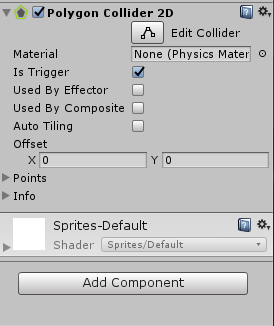 Polygon Collider 2D
Edit Collider
Material None (Physics Mater
Is Trigger
Used By Effector
Used By Composite
Auto Tiling
Offset
X 0 Y 0
Points
Info
Sprites-Default
Shader Sprites/Default
Add Component